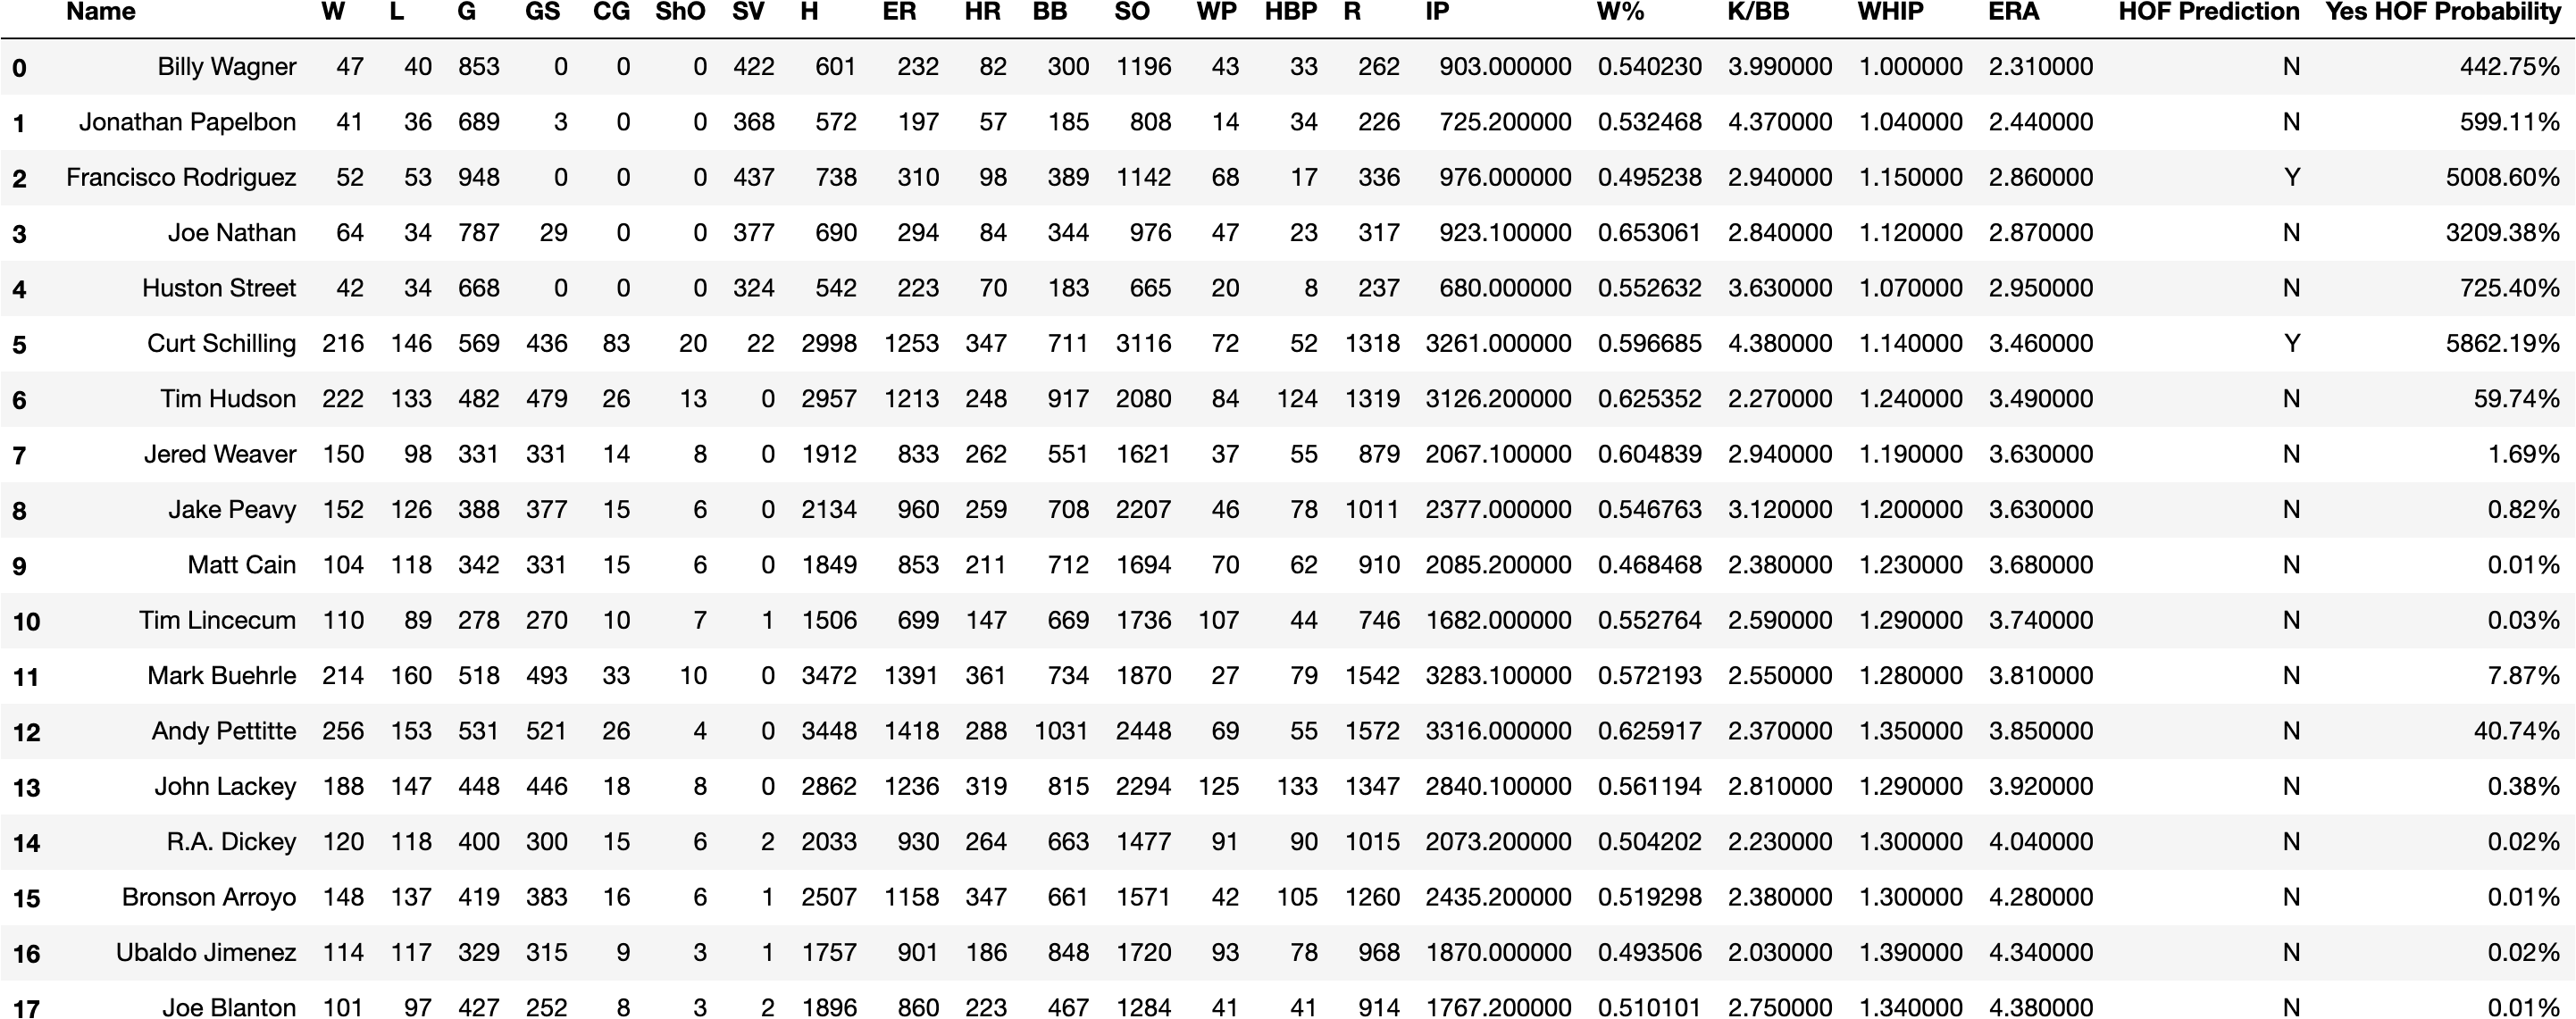 Name W L G GS CG ShO SV H ER HR BB SO WP HBP R IP W% K/BB WHIP ERA HOF Prediction Yes HOF Probability
0 Billy Wagner 47 40 853 0 0 0 422 601 232 82 300 1196 43 33 262 903.000000 0.540230 3.990000 1.000000 2.310000 N 442.75%
1 Jonathan Papelbon 41 36 689 3 0 0 368 572 197 57 185 808 14 34 226 725.200000 0.532468 4.370000 1.040000 2.440000 N 599.11%
2 Francisco Rodriguez 52 53 948 0 0 0 437 738 310 98 389 1142 68 17 336 976.000000 0.495238 2.940000 1.150000 2.860000 Y 5008.60%
3 Joe Nathan 64 34 787 29 0 0 377 690 294 84 344 976 47 23 317 923.100000 0.653061 2.840000 1.120000 2.870000 N 3209.38%
4 Huston Street 42 34 668 0 0 0 324 542 223 70 183 665 20 8 237 680.000000 0.552632 3.630000 1.070000 2.950000 N 725.40%
5 Curt Schilling 216 146 569 436 83 20 22 2998 1253 347 711 3116 72 52 1318 3261.000000 0.596685 4.380000 1.140000 3.460000 Y 5862.19%
6 Tim Hudson 222 133 482 479 26 13 0 2957 1213 248 917 2080 84 124 1319 3126.200000 0.625352 2.270000 1.240000 3.490000 N 59.74%
7 Jered Weaver 150 98 331 331 14 8 0 1912 833 262 551 1621 37 55 879 2067.100000 0.604839 2.940000 1.190000 3.630000 N 1.69%
8 Jake Peavy 152 126 388 377 15 6 0 2134 960 259 708 2207 46 78 1011 2377.000000 0.546763 3.120000 1.200000 3.630000 N 0.82%
9 Matt Cain 104 118 342 331 15 6 0 1849 853 211 712 1694 70 62 910 2085.200000 0.468468 2.380000 1.230000 3.680000 N 0.01%
10 Tim Lincecum 110 89 278 270 10 7 1 1506 699 147 669 1736 107 44 746 1682.000000 0.552764 2.590000 1.290000 3.740000 N 0.03%
11 Mark Buehrle 214 160 518 493 33 10 0 3472 1391 361 734 1870 27 79 1542 3283.100000 0.572193 2.550000 1.280000 3.810000 N 7.87%
12 Andy Pettitte 256 153 531 521 26 4 0 3448 1418 288 1031 2448 69 55 1572 3316.000000 0.625917 2.370000 1.350000 3.850000 N 40.74%
13 John Lackey 188 147 448 446 18 8 0 2862 1236 319 815 2294 125 133 1347 2840.100000 0.561194 2.810000 1.290000 3.920000 N 0.38%
14 R.A. Dickey 120 118 400 300 15 6 2 2033 930 264 663 1477 91 90 1015 2073.200000 0.504202 2.230000 1.300000 4.040000 N 0.02%
15 Bronson Arroyo 148 137 419 383 16 6 1 2507 1158 347 661 1571 42 105 1260 2435.200000 0.519298 2.380000 1.300000 4.280000 N 0.01%
16 Ubaldo Jimenez 114 117 329 315 9 3 1 1757 901 186 848 1720 93 78 968 1870.000000 0.493506 2.030000 1.390000 4.340000 N 0.02%
17 Joe Blanton 101 97 427 252 8 3 2 1896 860 223 467 1284 41 41 914 1767.200000 0.510101 2.750000 1.340000 4.380000 N 0.01%